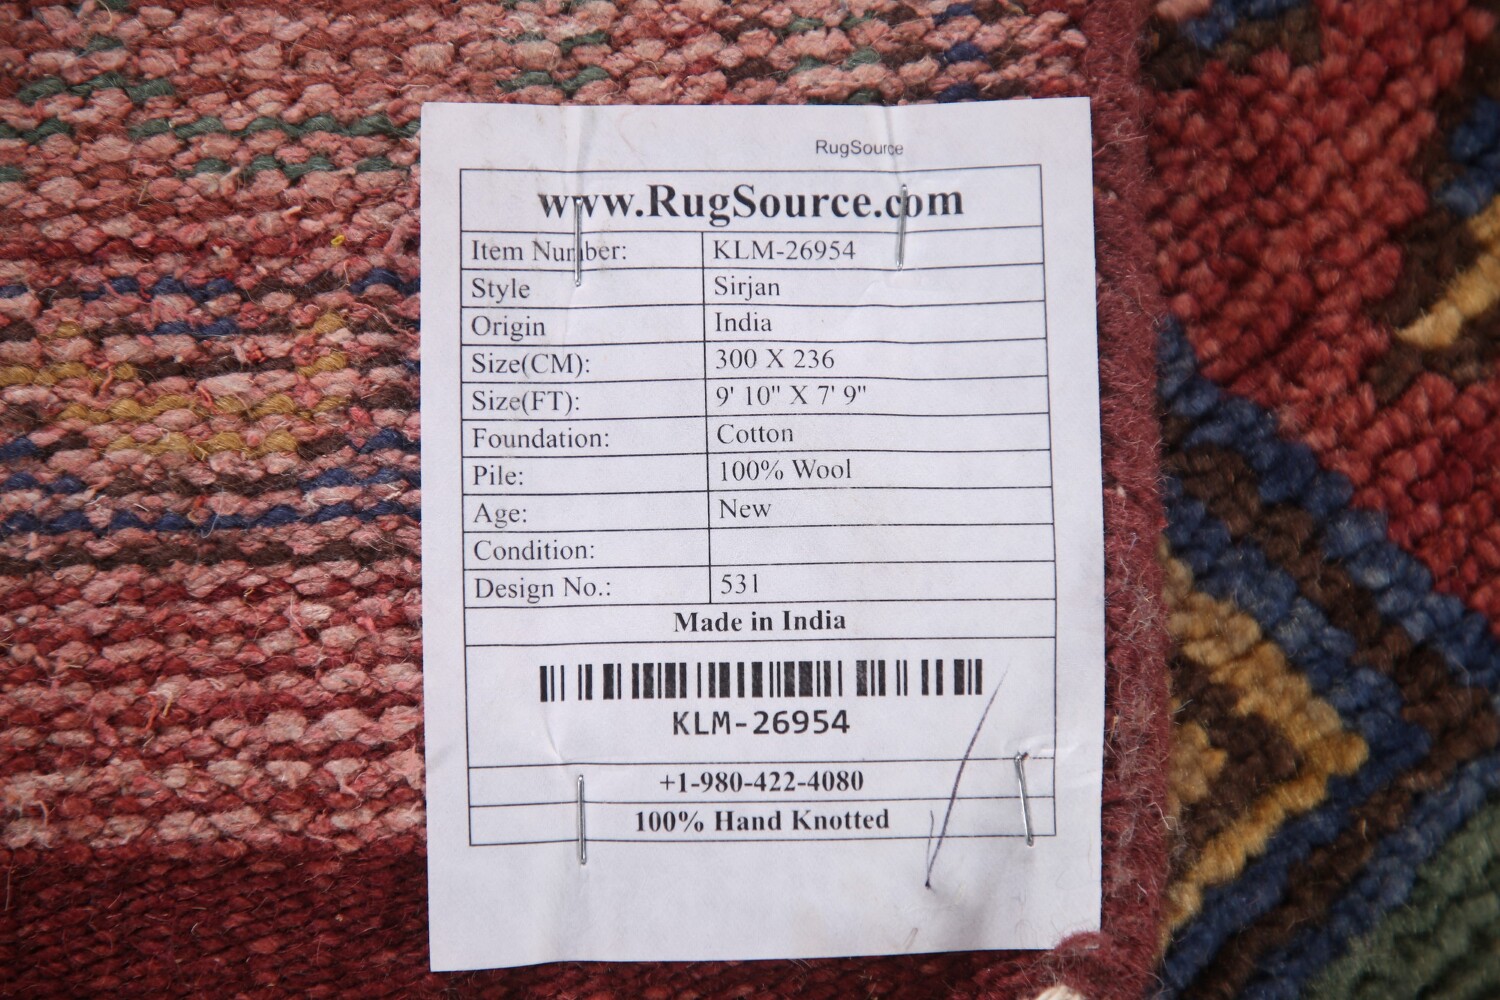 RugSource
www.RugSource.com
Item Number: KLM-26954
Style Sirjan
Origin India
Size(CM): 300 X 236
Size(FT): 9' 10" X 7' 9"
Foundation: Cotton
Pile: 100% Wool
Age: New
Condition:
Design No.: 531
Made in India
KLM-26954
+1-980-422-4080
100% Hand Knotted